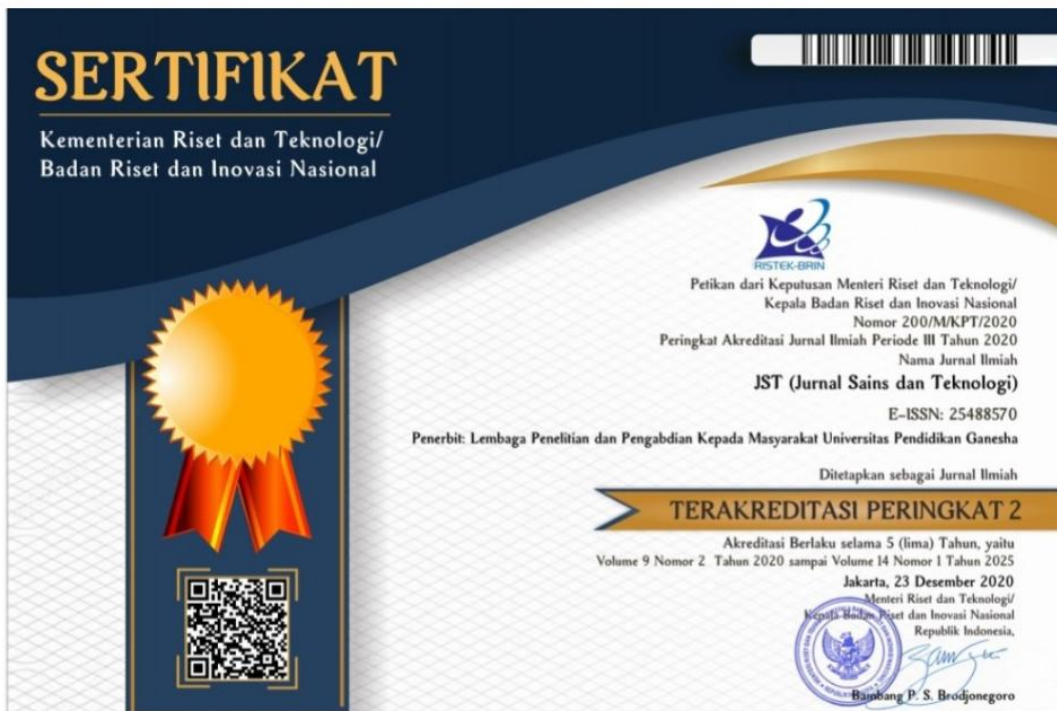 SERTIFIKAT
Kementerian Riset dan Teknologi/
Badan Riset dan Inovasi Nasional
RISTEK-BRIN
Petikan dari Keputusan Menteri Riset dan Teknologi/
Kepala Badan Riset dan Inovasi Nasional
Nomor 200/M/KPT/2020
Peringkat Akreditasi Jurnal Ilmiah Periode III Tahun 2020
Nama Jurnal Ilmiah
JST (Jurnal Sains dan Teknologi)
E-ISSN: 25488570
Penerbit: Lembaga Penelitian dan Pengabdian Kepada Masyarakat Universitas Pendidikan Ganesha
Ditetapkan sebagai Jurnal Ilmiah
TERAKREDITASI PERINGKAT 2
Akreditasi Berlaku selama 5 (lima) Tahun, yaitu
Volume 9 Nomor 2 Tahun 2020 sampai Volume 14 Nomor 1 Tahun 2025
Jakarta, 23 Desember 2020
Menteri Riset dan Teknologi/
Kepala Badan Riset dan Inovasi Nasional
Republik Indonesia,
Bambang P. S. Brodjonegoro